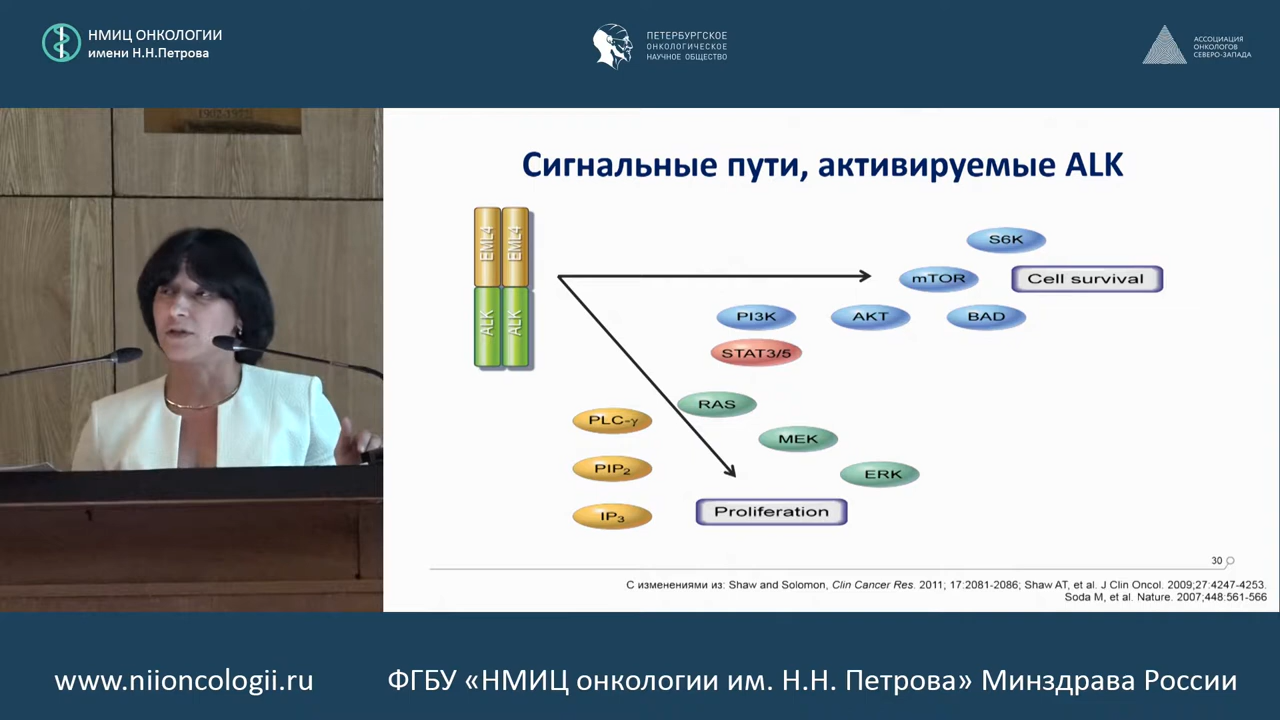 НМИЦ ОНКОЛОГИИ
имени Н.Н.Петрова
ПЕТЕРБУРГСКОЕ
ОНКОЛОГИЧЕСКОЕ
НАУЧНОЕ ОБЩЕСТВО
АССОЦИАЦИЯ
ОНКОЛОГОВ
СЕВЕРО-ЗАПАДА
Сигнальные пути, активируемые ALK
EML4
EML4
ALK
ALK
S6K
mTOR
Cell survival
PI3K
AKT
BAD
STAT3/5
RAS
PLC-γ
MEK
PIP₂
ERK
IP₃
Proliferation
30
С изменениями из: Shaw and Solomon, Clin Cancer Res. 2011; 17:2081-2086; Shaw AT, et al. J Clin Oncol. 2009;27:4247-4253.
Soda M, et al. Nature. 2007;448:561-566
www.niioncologii.ru
ФГБУ «НМИЦ онкологии им. Н.Н. Петрова» Минздрава России